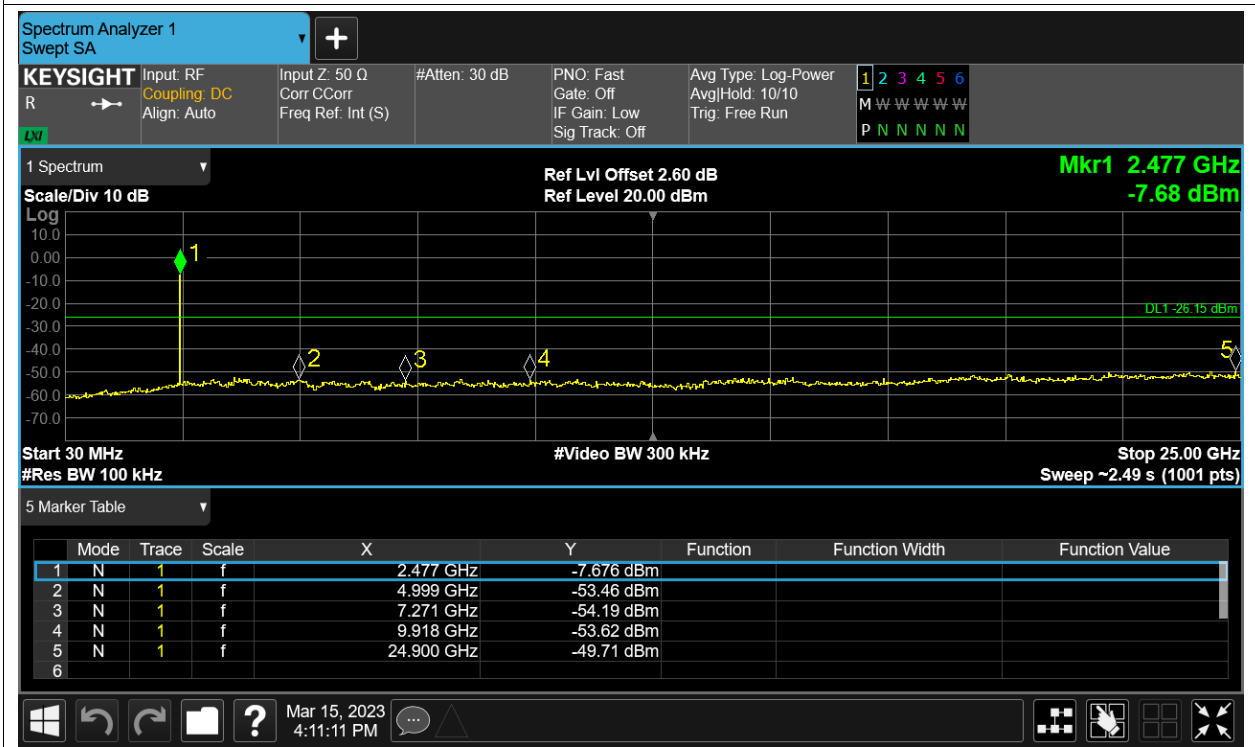 Spectrum Analyzer 1
Swept SA
KEYSIGHT Input: RF Input Z: 50 Ω #Atten: 30 dB PNO: Fast Avg Type: Log-Power 1 2 3 4 5 6
R Coupling: DC Corr CCorr Gate: Off Avg|Hold: 10/10 M W W W W W
Align: Auto Freq Ref: Int (S) IF Gain: Low Trig: Free Run
LXI Sig Track: Off P N N N N N
1 Spectrum Ref Lvl Offset 2.60 dB Mkr1 2.477 GHz
Scale/Div 10 dB Ref Level 20.00 dBm -7.68 dBm
Log
10.0
1
0.00
-10.0
-20.0
DL1 -26.15 dBm
-30.0
-40.0
2 3 4 5
-50.0
-60.0
-70.0
Start 30 MHz #Video BW 300 kHz Stop 25.00 GHz
#Res BW 100 kHz Sweep ~2.49 s (1001 pts)
5 Marker Table
Mode Trace Scale X Y Function Function Width Function Value
1 N 1 f 2.477 GHz -7.676 dBm
2 N 1 f 4.999 GHz -53.46 dBm
3 N 1 f 7.271 GHz -54.19 dBm
4 N 1 f 9.918 GHz -53.62 dBm
5 N 1 f 24.900 GHz -49.71 dBm
6
? Mar 15, 2023
4:11:11 PM